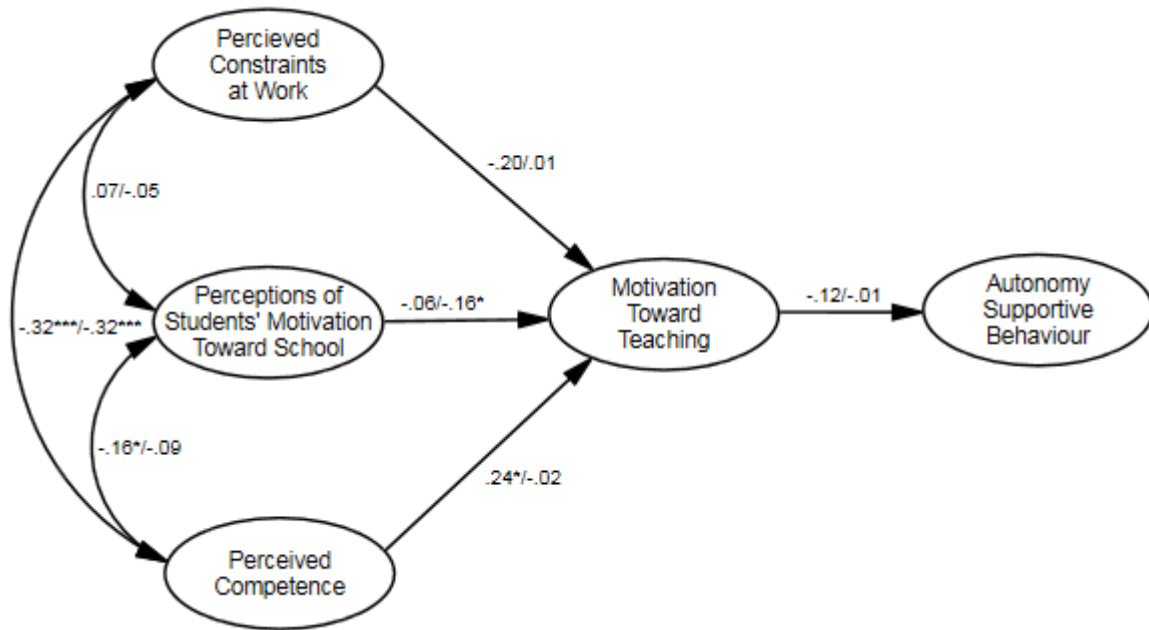 Percieved
Constraints
at Work
-.20/.01
.07/-.05
Perceptions of
Students' Motivation
Toward School
-.06/-.16*
Motivation
Toward
Teaching
-.12/-.01
Autonomy
Supportive
Behaviour
-.32***/-.32***
-.16*/-.09
.24*/-.02
Perceived
Competence